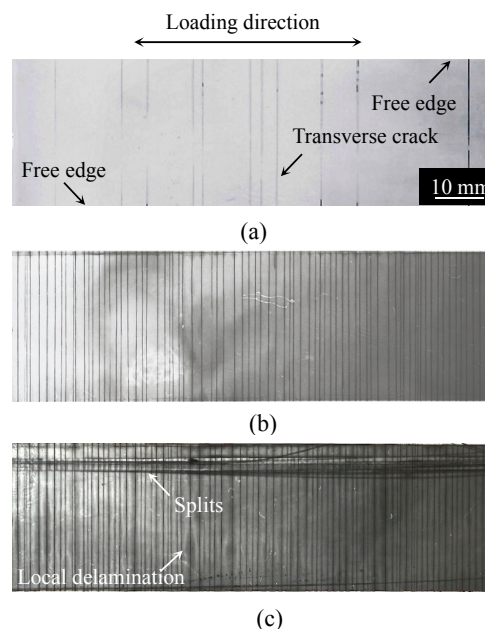 Loading direction
Free edge
Transverse crack
Free edge
10 mm
(a)
(b)
Splits
Local delamination
(c)